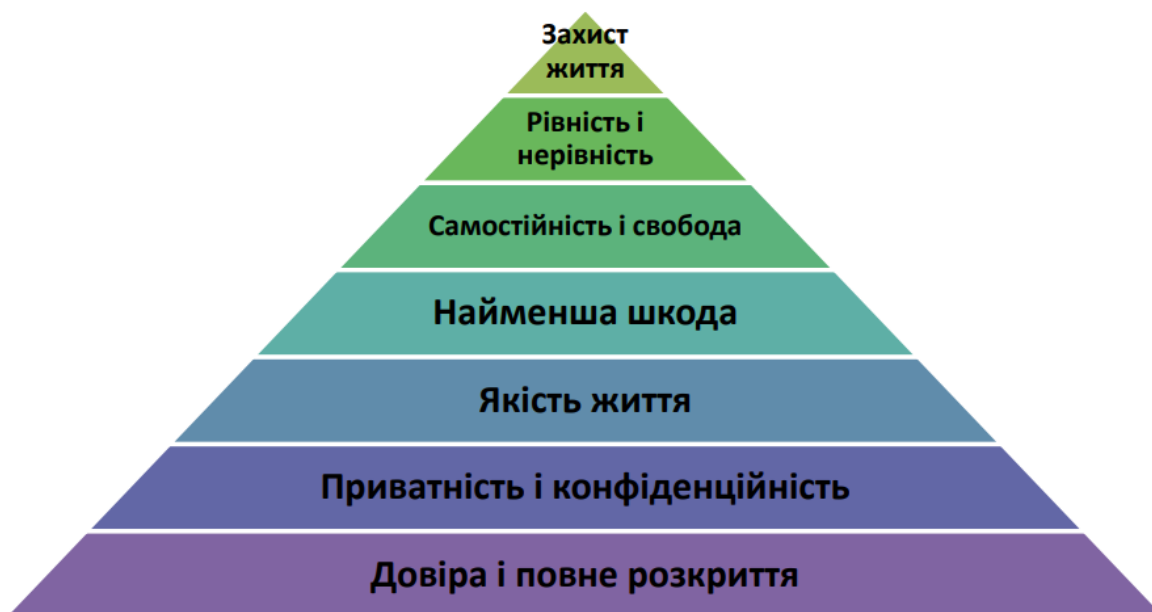 Захист
життя
Рівність і
нерівність
Самостійність і свобода
Найменша шкода
Якість життя
Приватність і конфіденційність
Довіра і повне розкриття